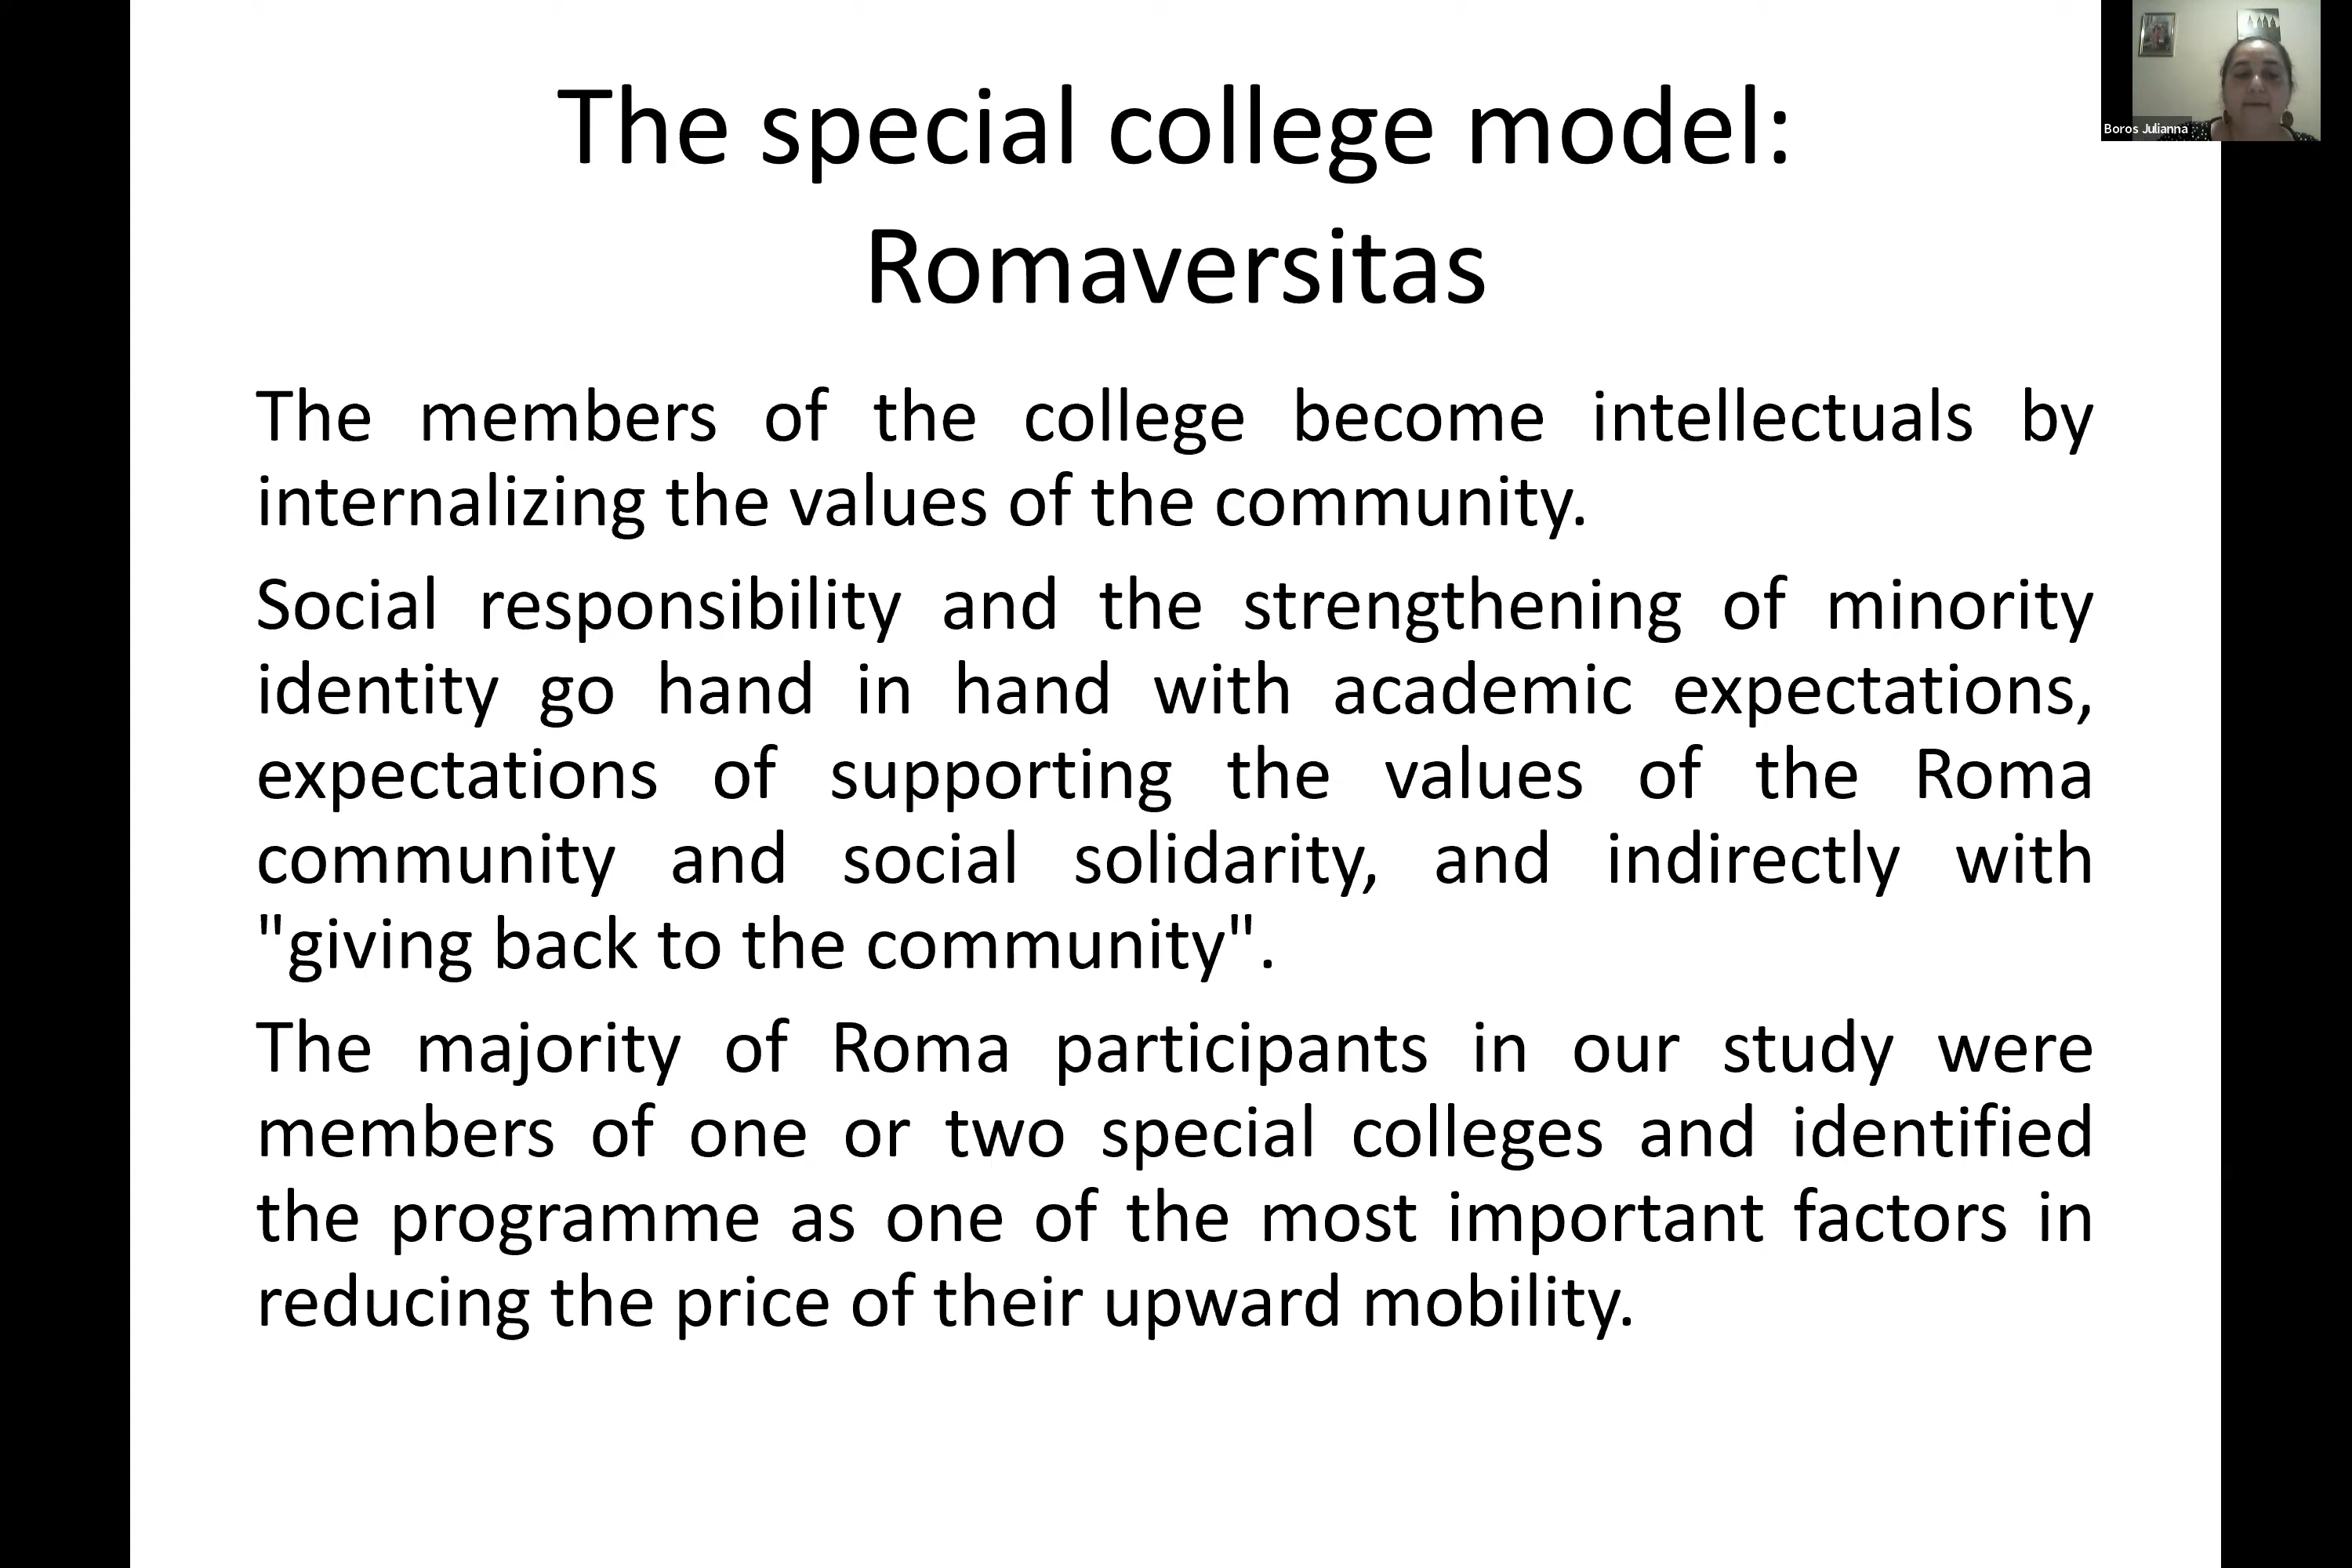 The special college model:
Romaversitas
Boros Julianna
The members of the college become intellectuals by
internalizing the values of the community.
Social responsibility and the strengthening of minority
identity go hand in hand with academic expectations,
expectations of supporting the values of the Roma
community and social solidarity, and indirectly with
"giving back to the community".
The majority of Roma participants in our study were
members of one or two special colleges and identified
the programme as one of the most important factors in
reducing the price of their upward mobility.